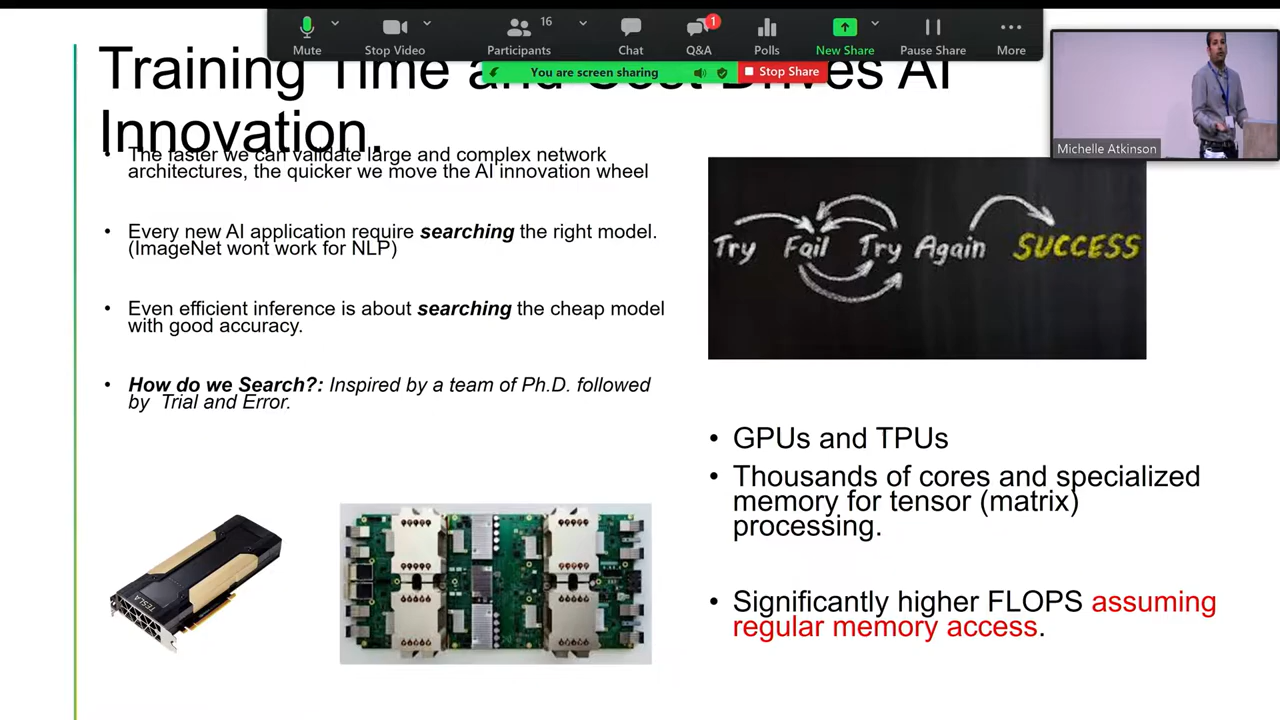 16
1
Mute
Stop Video
Participants
Chat
Q&A
Polls
New Share
Pause Share
More
You are screen sharing
Stop Share
Training Time and Cost Drives AI
Innovation.
• The faster we can validate large and complex network
architectures, the quicker we move the AI innovation wheel
• Every new AI application require searching the right model.
(ImageNet wont work for NLP)
• Even efficient inference is about searching the cheap model
with good accuracy.
• How do we Search?: Inspired by a team of Ph.D. followed
by Trial and Error.
TESLA
Michelle Atkinson
Try Fail Try Again SUCCESS
• GPUs and TPUs
• Thousands of cores and specialized
memory for tensor (matrix)
processing.
• Significantly higher FLOPS assuming
regular memory access.